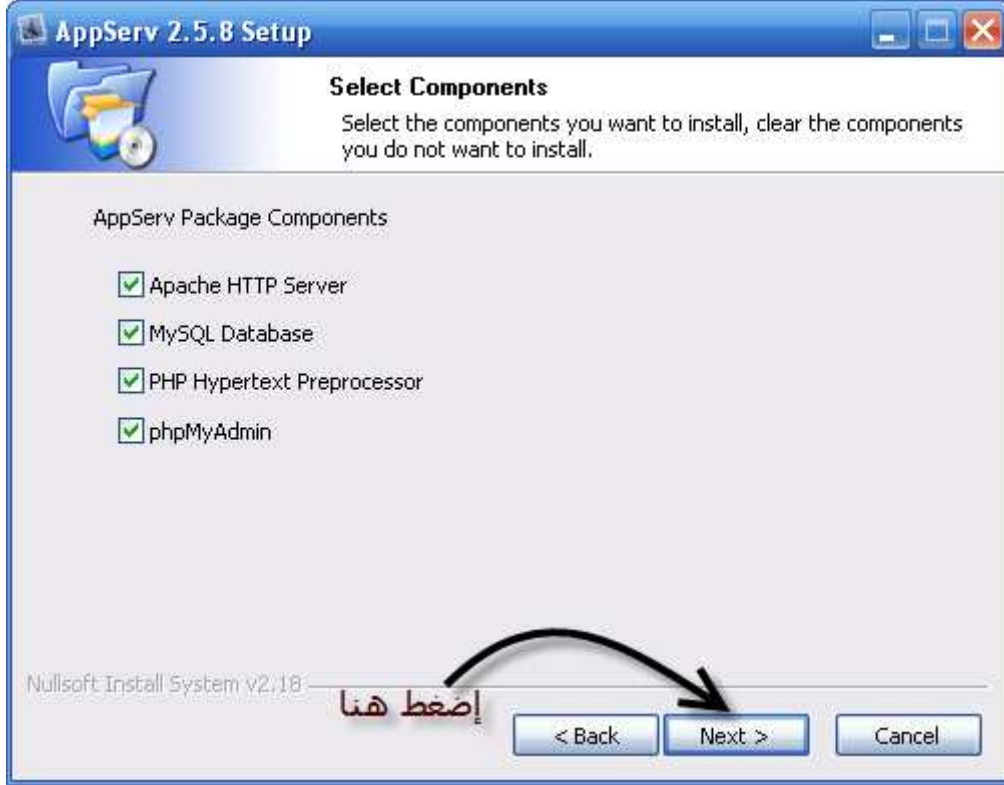 AppServ 2.5.8 Setup
Select Components
Select the components you want to install, clear the components
you do not want to install.
AppServ Package Components
Apache HTTP Server
MySQL Database
PHP Hypertext Preprocessor
phpMyAdmin
Nullsoft Install System v2.18
إضغط هنا
< Back Next > Cancel